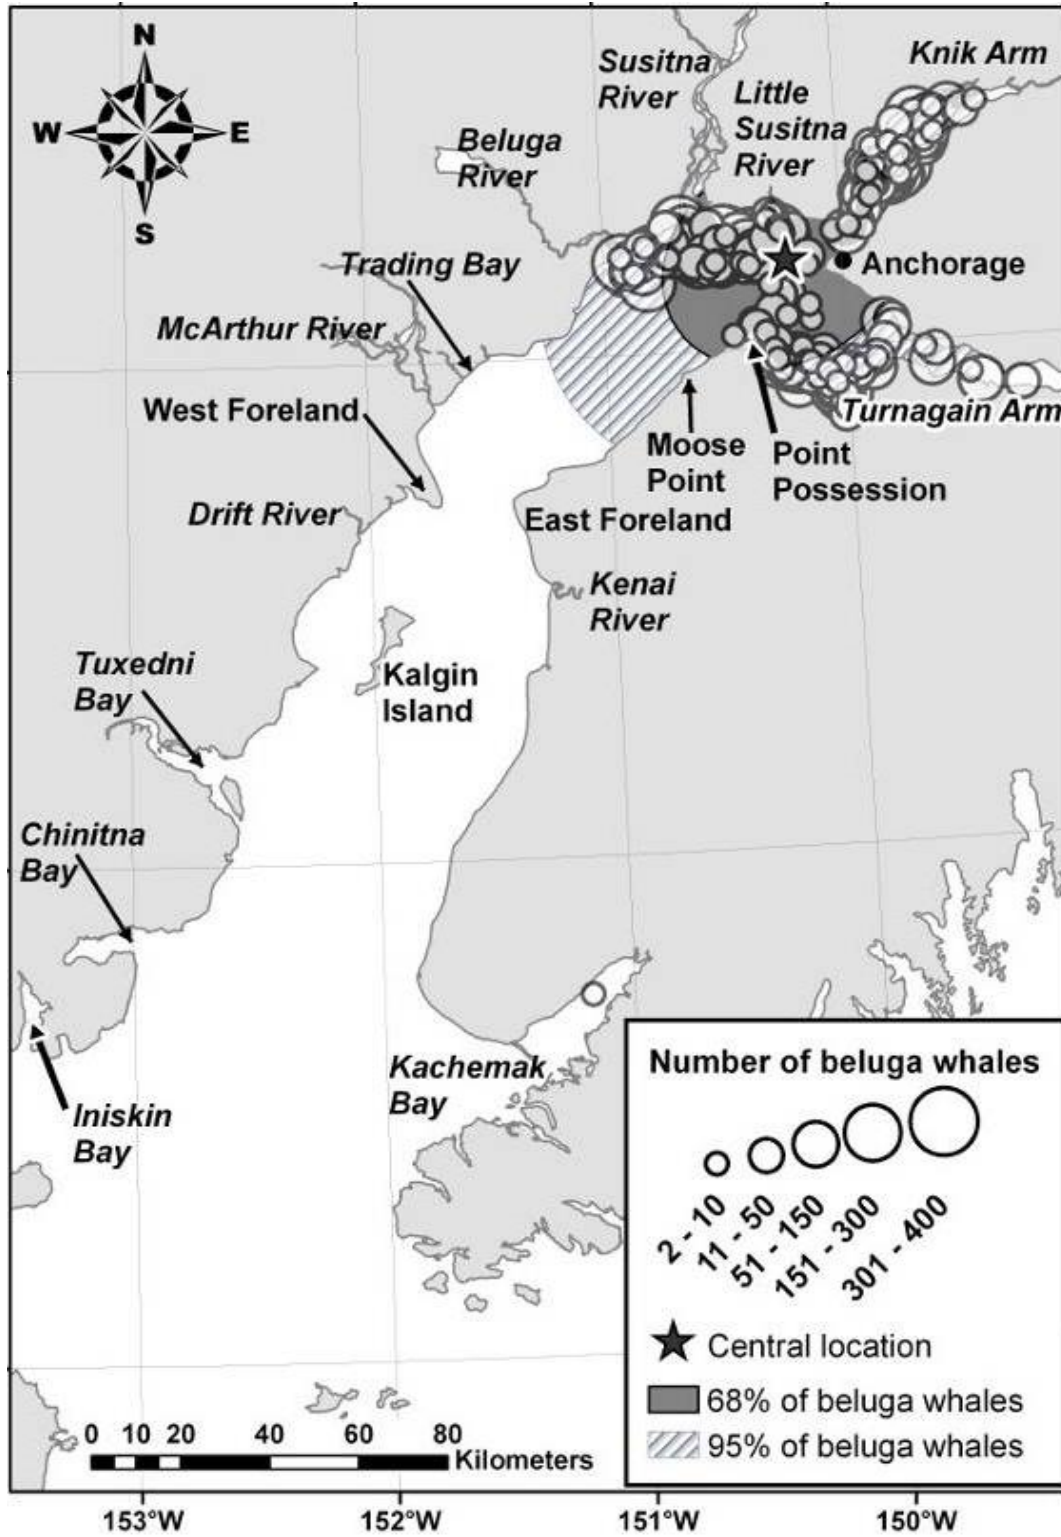 N
W
E
S
Susitna
River
Little
Susitna
River
Knik Arm
Beluga
River
Trading Bay
Anchorage
McArthur River
West Foreland
Turnagain Arm
Moose
Point
Point
Possession
Drift River
East Foreland
Kenai
River
Tuxedni
Bay
Kalgin
Island
Chinitna
Bay
Kachemak
Bay
Iniskin
Bay
Number of beluga whales
2 - 10
11 - 50
51 - 150
151 - 300
301 - 400
Central location
68% of beluga whales
95% of beluga whales
0 10 20 40 60 80
Kilometers
153°W 152°W 151°W 150°W